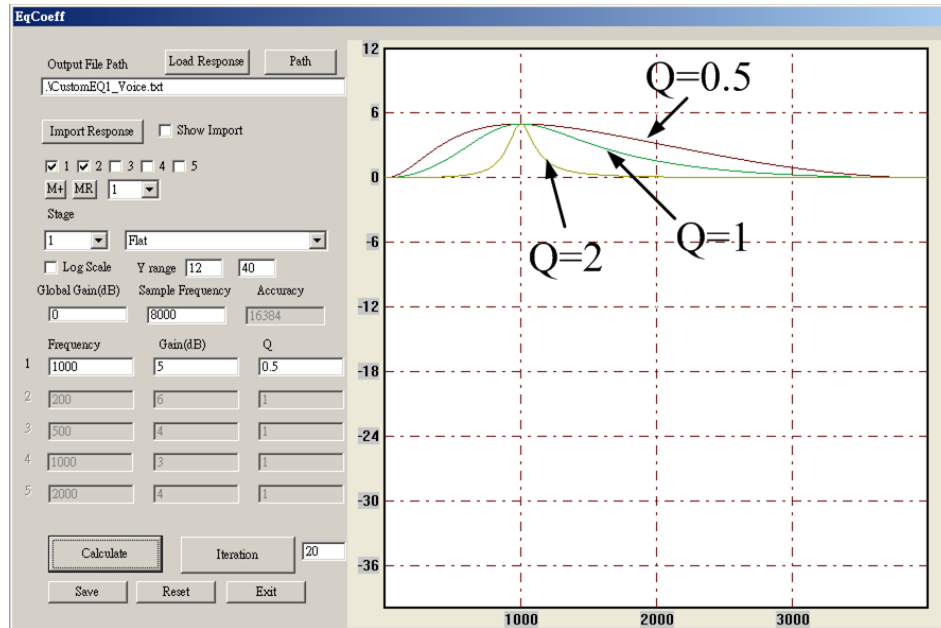 EqCoeff
Output File Path
Load Response
Path
.\CustomEQ1_Voice.txt
Import Response
Show Import
1 2 3 4 5
M+ MR 1
Stage
1 Flat
Log Scale Y range 12 40
Global Gain(dB) Sample Frequency Accuracy
0 8000 16384
Frequency Gain(dB) Q
1 1000 5 0.5
2 200 6 1
3 500 4 1
4 1000 3 1
5 2000 4 1
Calculate Iteration 20
Save Reset Exit
12
6
0
-6
-12
-18
-24
-30
-36
Q=0.5
Q=1
Q=2
1000 2000 3000